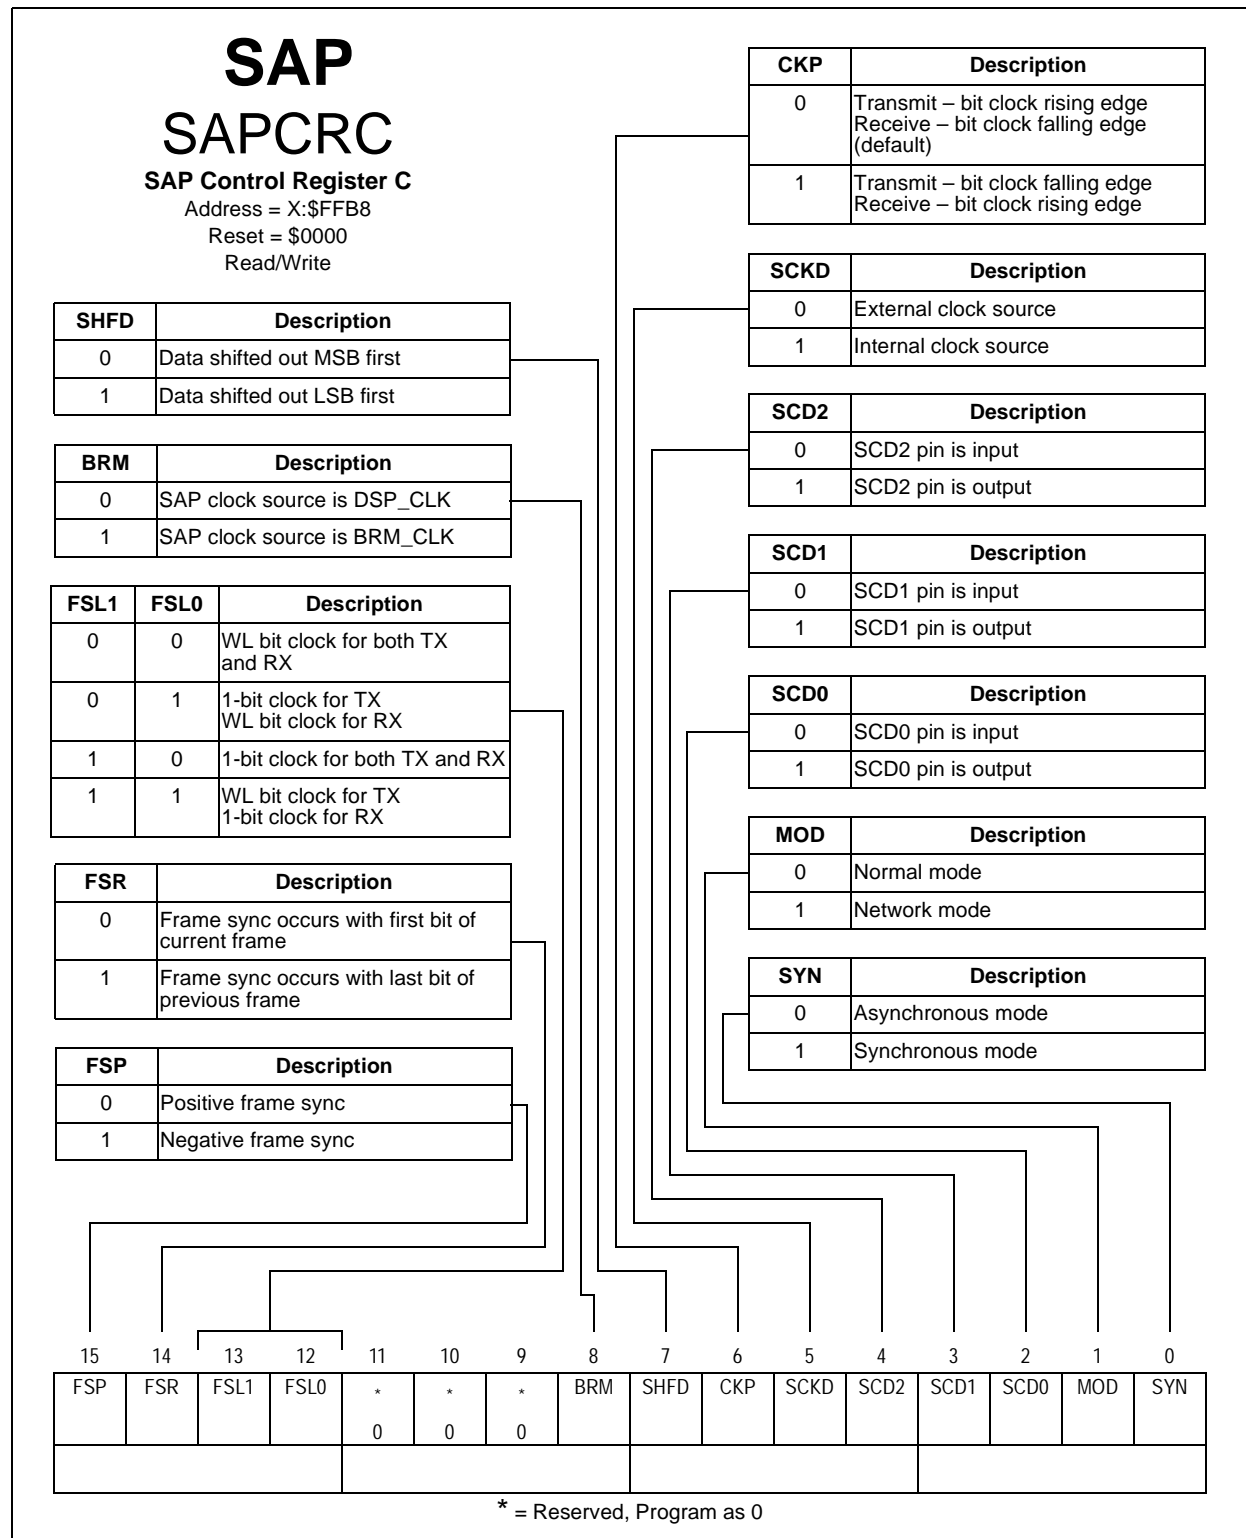 SAP
SAPCRC
SAP Control Register C
Address = X:$FFB8
Reset = $0000
Read/Write
SHFD Description
0 Data shifted out MSB first
1 Data shifted out LSB first
BRM Description
0 SAP clock source is DSP_CLK
1 SAP clock source is BRM_CLK
FSL1 FSL0 Description
0 0 WL bit clock for both TX
and RX
0 1 1-bit clock for TX
WL bit clock for RX
1 0 1-bit clock for both TX and RX
1 1 WL bit clock for TX
1-bit clock for RX
FSR Description
0 Frame sync occurs with first bit of
current frame
1 Frame sync occurs with last bit of
previous frame
FSP Description
0 Positive frame sync
1 Negative frame sync
CKP Description
0 Transmit – bit clock rising edge
Receive – bit clock falling edge
(default)
1 Transmit – bit clock falling edge
Receive – bit clock rising edge
SCKD Description
0 External clock source
1 Internal clock source
SCD2 Description
0 SCD2 pin is input
1 SCD2 pin is output
SCD1 Description
0 SCD1 pin is input
1 SCD1 pin is output
SCD0 Description
0 SCD0 pin is input
1 SCD0 pin is output
MOD Description
0 Normal mode
1 Network mode
SYN Description
0 Asynchronous mode
1 Synchronous mode
15 14 13 12 11 10 9 8 7 6 5 4 3 2 1 0
FSP FSR FSL1 FSL0 * * * BRM SHFD CKP SCKD SCD2 SCD1 SCD0 MOD SYN
0 0 0
* = Reserved, Program as 0